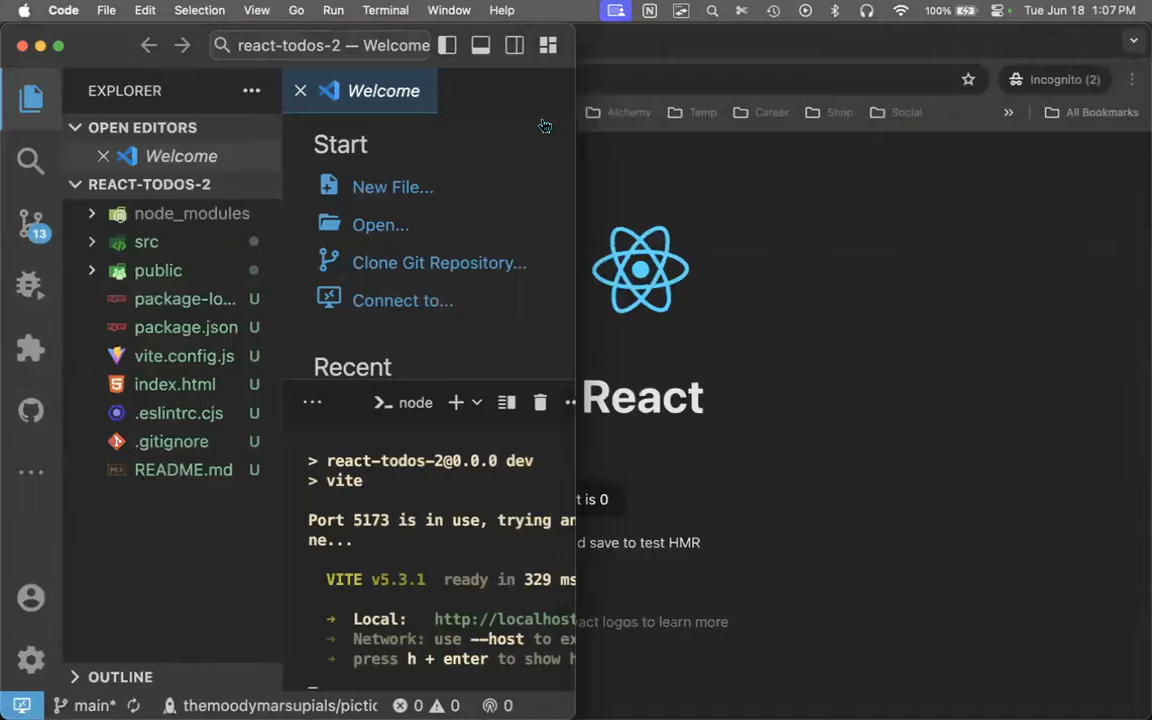 Code File Edit Selection View Go Run Terminal Window Help 100% Tue Jun 18 1:07 PM
react-todos-2 — Welcome
Incognito (2)
EXPLORER
Welcome
Alchemy Temp Career Shop Social » All Bookmarks
OPEN EDITORS
Welcome
REACT-TODOS-2
node_modules
src
public
package-lo... U
package.json U
vite.config.js U
index.html U
.eslintrc.cjs U
.gitignore U
README.md U
13
OUTLINE
Start
New File...
Open...
Clone Git Repository...
Connect to...
Recent
node
> react-todos-2@0.0.0 dev
> vite
Port 5173 is in use, trying an
ne...
VITE v5.3.1 ready in 329 ms
➜ Local: http://localhost
➜ Network: use --host to ex
➜ press h + enter to show h
React
t is 0
d save to test HMR
act logos to learn more
main* themoodymarsupials/pictic 0 0 0